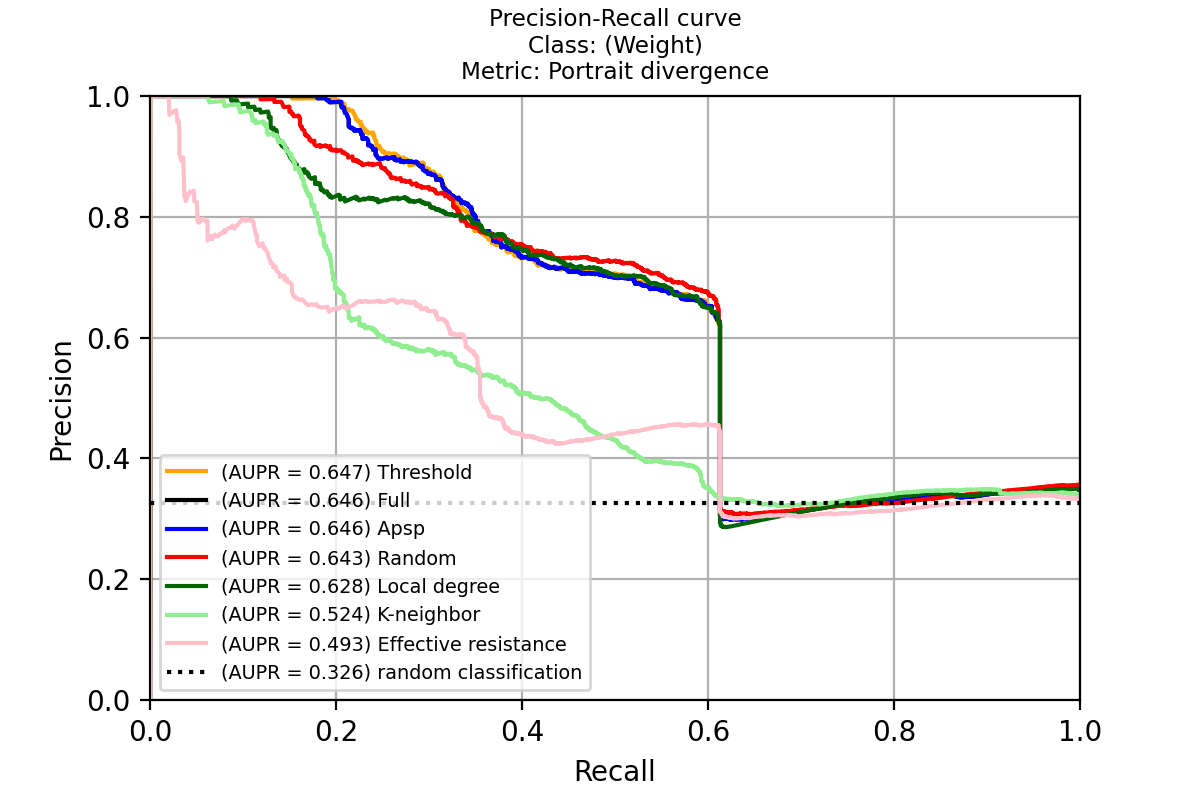 Precision-Recall curve
Class: (Weight)
Metric: Portrait divergence
1.0
0.8
0.6
0.4
0.2
0.0
Precision
(AUPR = 0.647) Threshold
(AUPR = 0.646) Full
(AUPR = 0.646) Apsp
(AUPR = 0.643) Random
(AUPR = 0.628) Local degree
(AUPR = 0.524) K-neighbor
(AUPR = 0.493) Effective resistance
(AUPR = 0.326) random classification
0.0 0.2 0.4 0.6 0.8 1.0
Recall